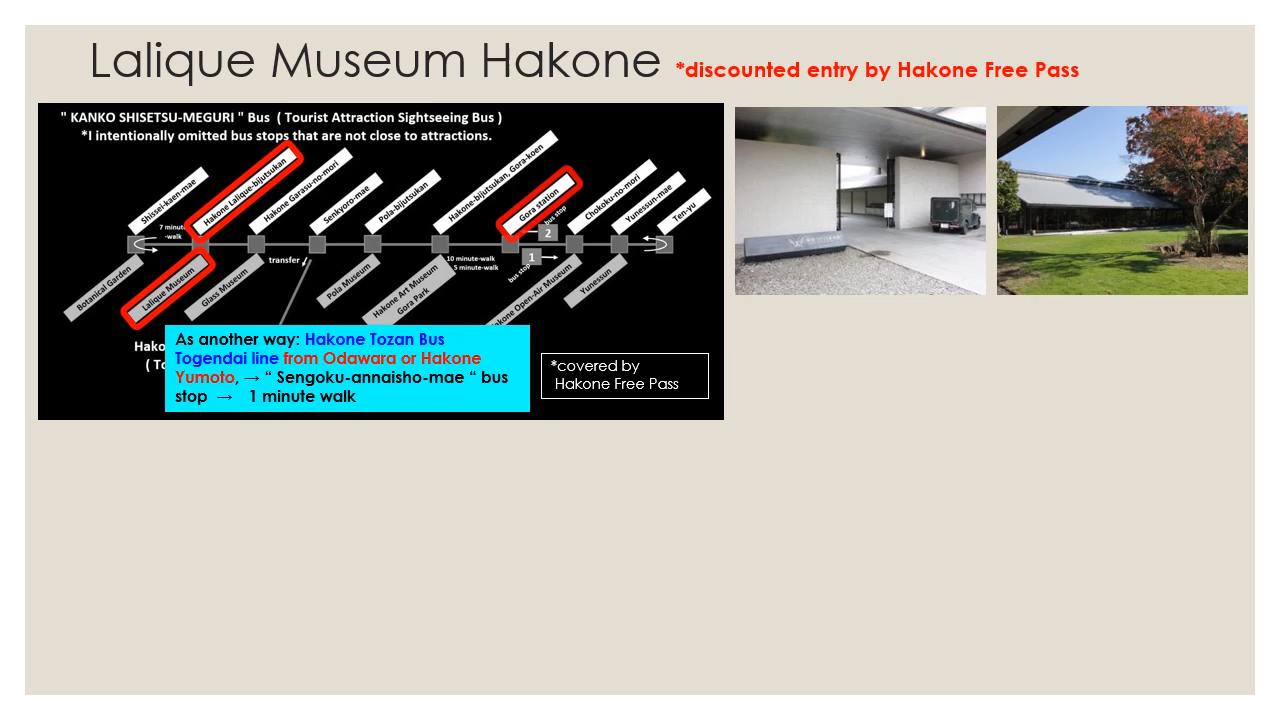 Lalique Museum Hakone *discounted entry by Hakone Free Pass
" KANKO SHISETSU-MEGURI " Bus ( Tourist Attraction Sightseeing Bus )
*I intentionally omitted bus stops that are not close to attractions.
Shissei-kaen-mae
Hakone Lalique-bijutsukan
Hakone Garasu-no-mori
Senkyoro-mae
Pola-bijutsukan
Hakone-bijutsukan, Gora-koen
Gora station
Chokoku-no-mori
Yunessun-mae
Ten-yu
7 minut
-walk
bus stop
2
transfer
10 minute-walk
5 minute-walk
1
bus stop
Botanical Garden
Lalique Museum
Glass Museum
Pola Museum
Hakone Art Museum
Gora Park
akone Open-Air Museum
Yunessun
Hako
( To
As another way: Hakone Tozan Bus
Togendai line from Odawara or Hakone
Yumoto, → “ Sengoku-annaisho-mae “ bus
stop → 1 minute walk
*covered by
Hakone Free Pass